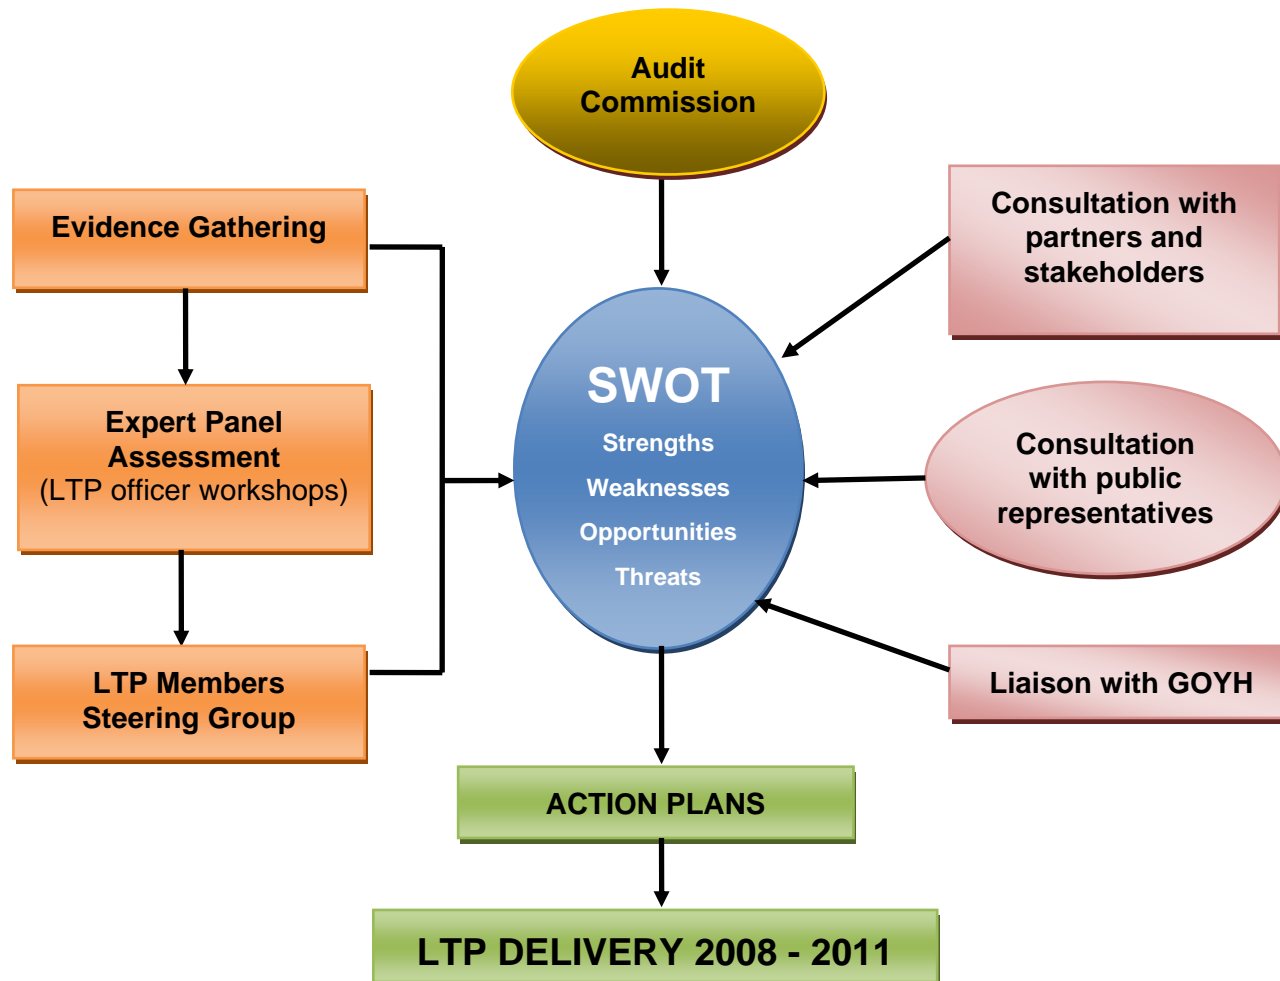 Audit
Commission
Evidence Gathering
Expert Panel
Assessment
(LTP officer workshops)
LTP Members
Steering Group
SWOT
Strengths
Weaknesses
Opportunities
Threats
Consultation with
partners and
stakeholders
Consultation
with public
representatives
Liaison with GOYH
ACTION PLANS
LTP DELIVERY 2008 - 2011